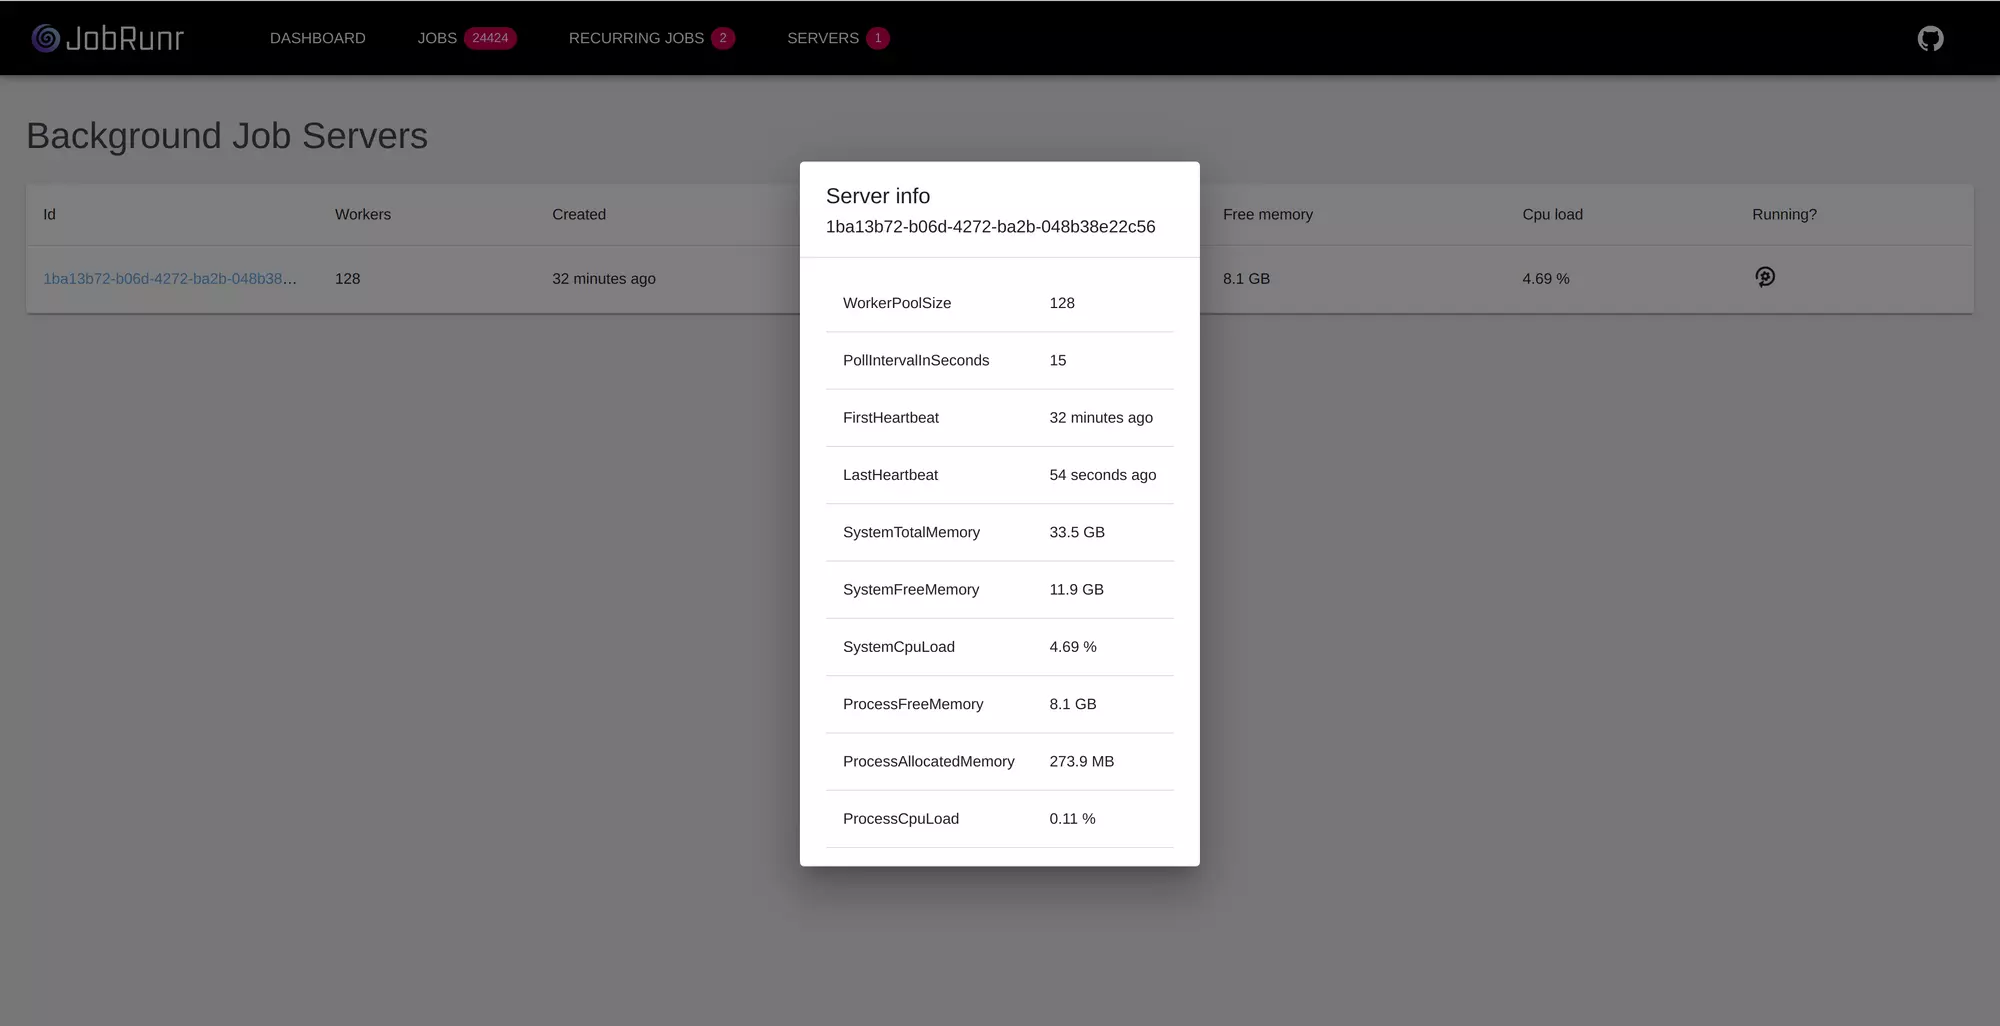 JobRunr DASHBOARD JOBS 24424 RECURRING JOBS 2 SERVERS 1
Background Job Servers
Id Workers Created Free memory Cpu load Running?
1ba13b72-b06d-4272-ba2b-048b38... 128 32 minutes ago 8.1 GB 4.69 %
Server info
1ba13b72-b06d-4272-ba2b-048b38e22c56
WorkerPoolSize 128
PollIntervalInSeconds 15
FirstHeartbeat 32 minutes ago
LastHeartbeat 54 seconds ago
SystemTotalMemory 33.5 GB
SystemFreeMemory 11.9 GB
SystemCpuLoad 4.69 %
ProcessFreeMemory 8.1 GB
ProcessAllocatedMemory 273.9 MB
ProcessCpuLoad 0.11 %